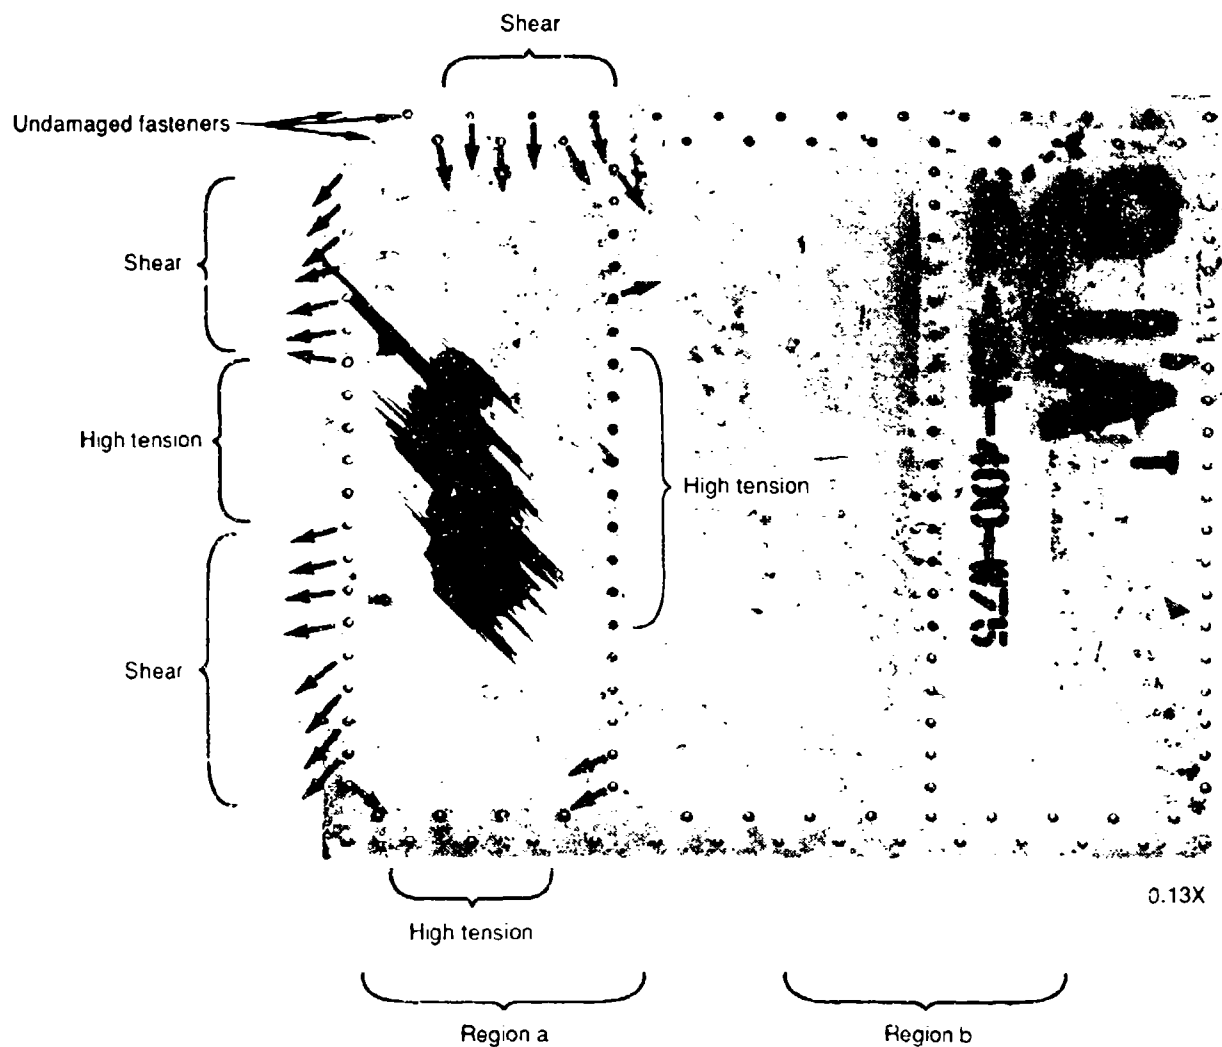 Shear
Undamaged fasteners
Shear
High tension
High tension
Shear
0.13X
High tension
Region a
Region b